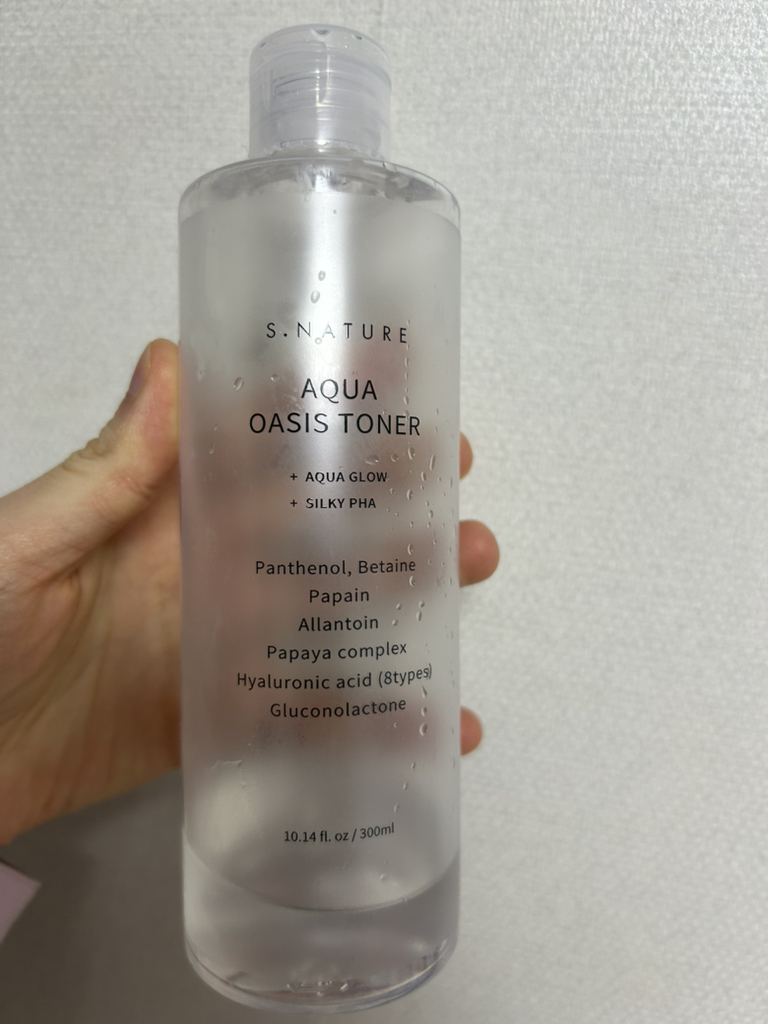 S.NATURE
AQUA
OASIS TONER
+ AQUA GLOW
+ SILKY PHA
Panthenol, Betaine
Papain
Allantoin
Papaya complex
Hyaluronic acid (8types)
Gluconolactone
10.14 fl. oz / 300ml